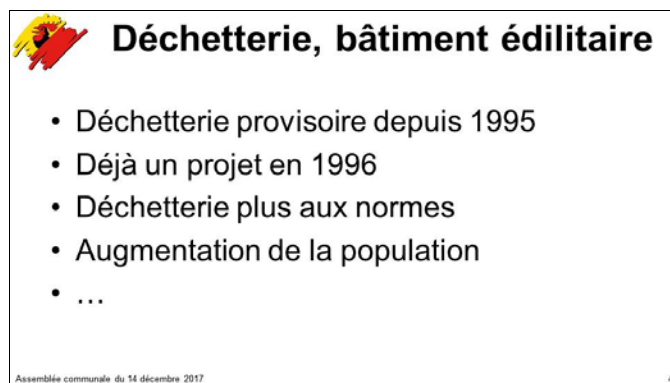 Déchetterie, bâtiment édilitaire
• Déchetterie provisoire depuis 1995
• Déjà un projet en 1996
• Déchetterie plus aux normes
• Augmentation de la population
• …
Assemblée communale du 14 décembre 2017